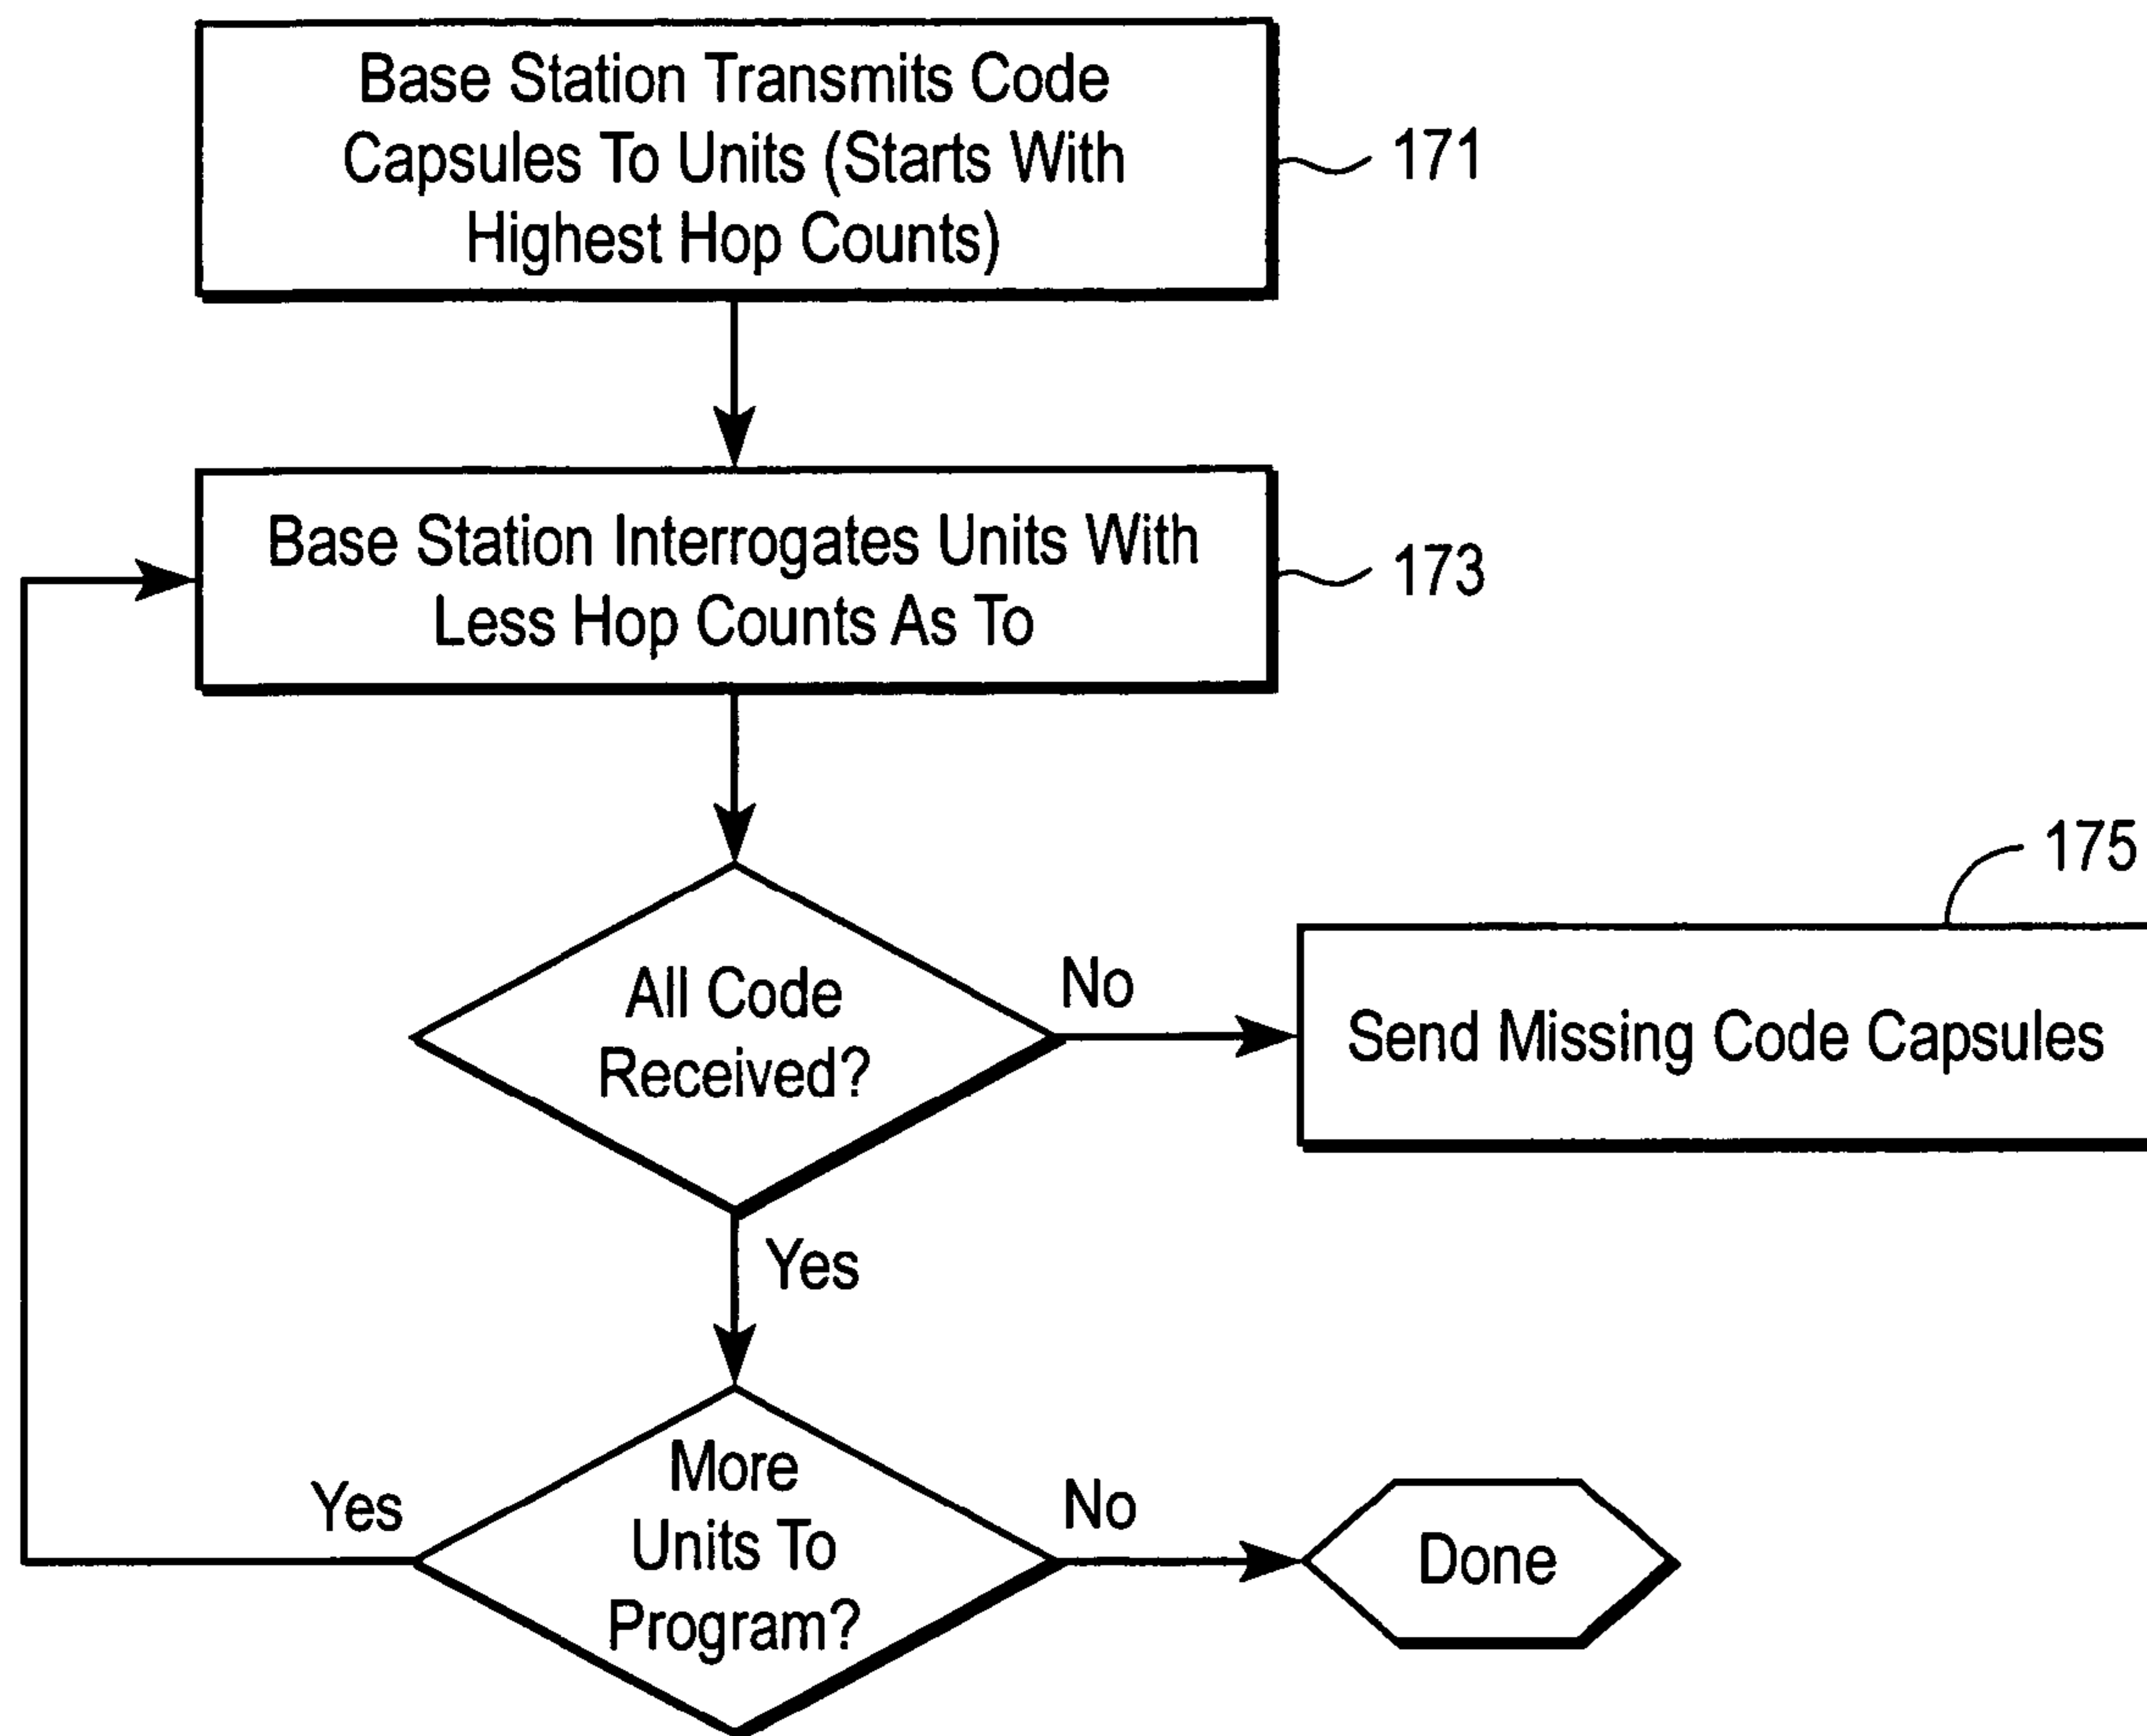 Base Station Transmits Code
Capsules To Units (Starts With
Highest Hop Counts)
171
Base Station Interrogates Units With
Less Hop Counts As To
173
175
All Code
Received?
No
Send Missing Code Capsules
Yes
More
Units To
Program?
Yes
No
Done